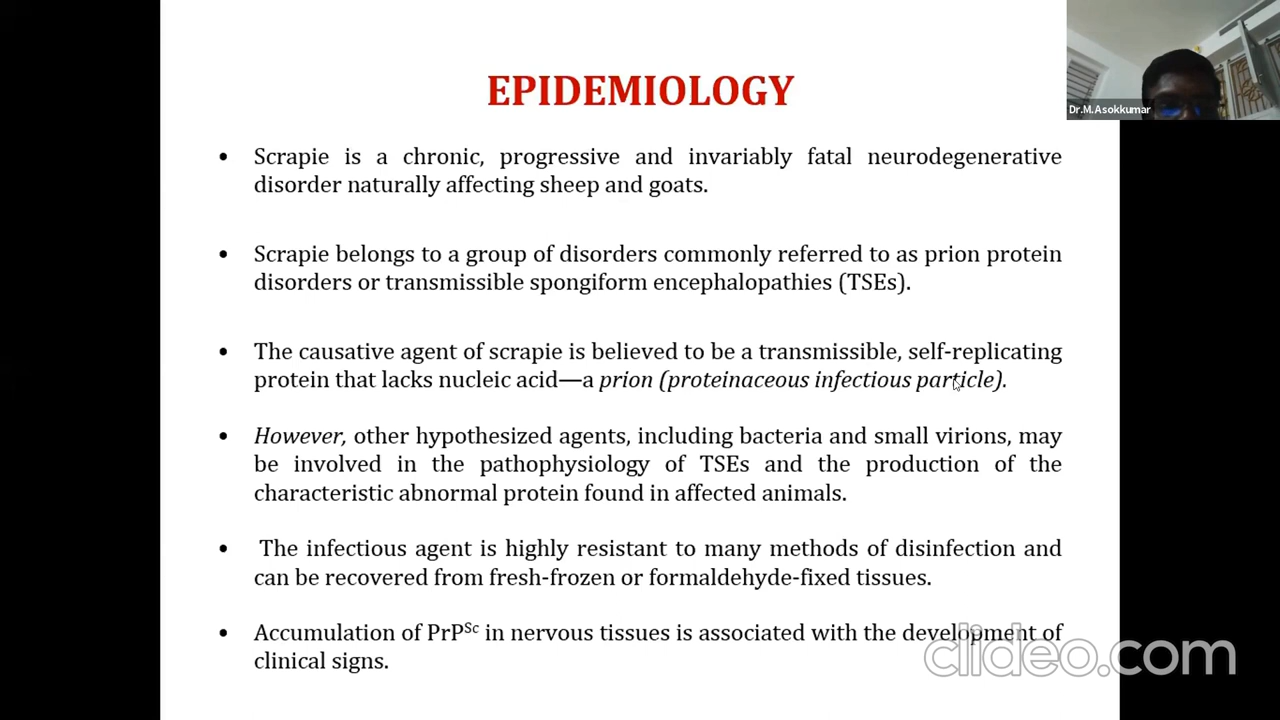 EPIDEMIOLOGY
Dr.M.Asokkumar
• Scrapie is a chronic, progressive and invariably fatal neurodegenerative
disorder naturally affecting sheep and goats.
• Scrapie belongs to a group of disorders commonly referred to as prion protein
disorders or transmissible spongiform encephalopathies (TSEs).
• The causative agent of scrapie is believed to be a transmissible, self-replicating
protein that lacks nucleic acid—a prion (proteinaceous infectious particle).
• However, other hypothesized agents, including bacteria and small virions, may
be involved in the pathophysiology of TSEs and the production of the
characteristic abnormal protein found in affected animals.
• The infectious agent is highly resistant to many methods of disinfection and
can be recovered from fresh-frozen or formaldehyde-fixed tissues.
• Accumulation of PrPSc in nervous tissues is associated with the development of
clinical signs.
clideo.com